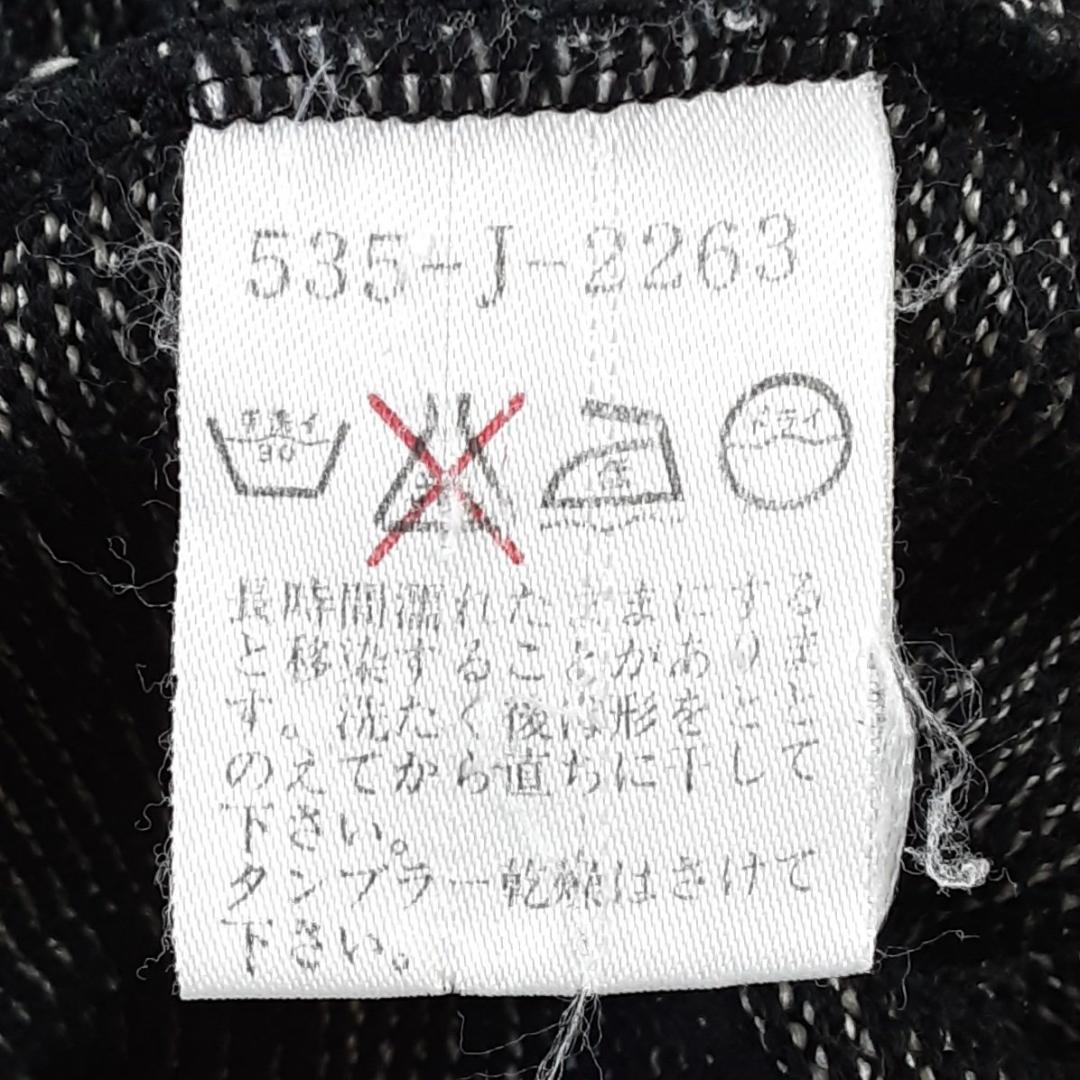 535-J-2263
手洗イ
30
低
ドライ
長時間濡れたままにする
と移染することがありま
す。洗たく後は形をとと
のえてから直ちに干して
下さい。
タンブラー乾燥はさけて
下さい。